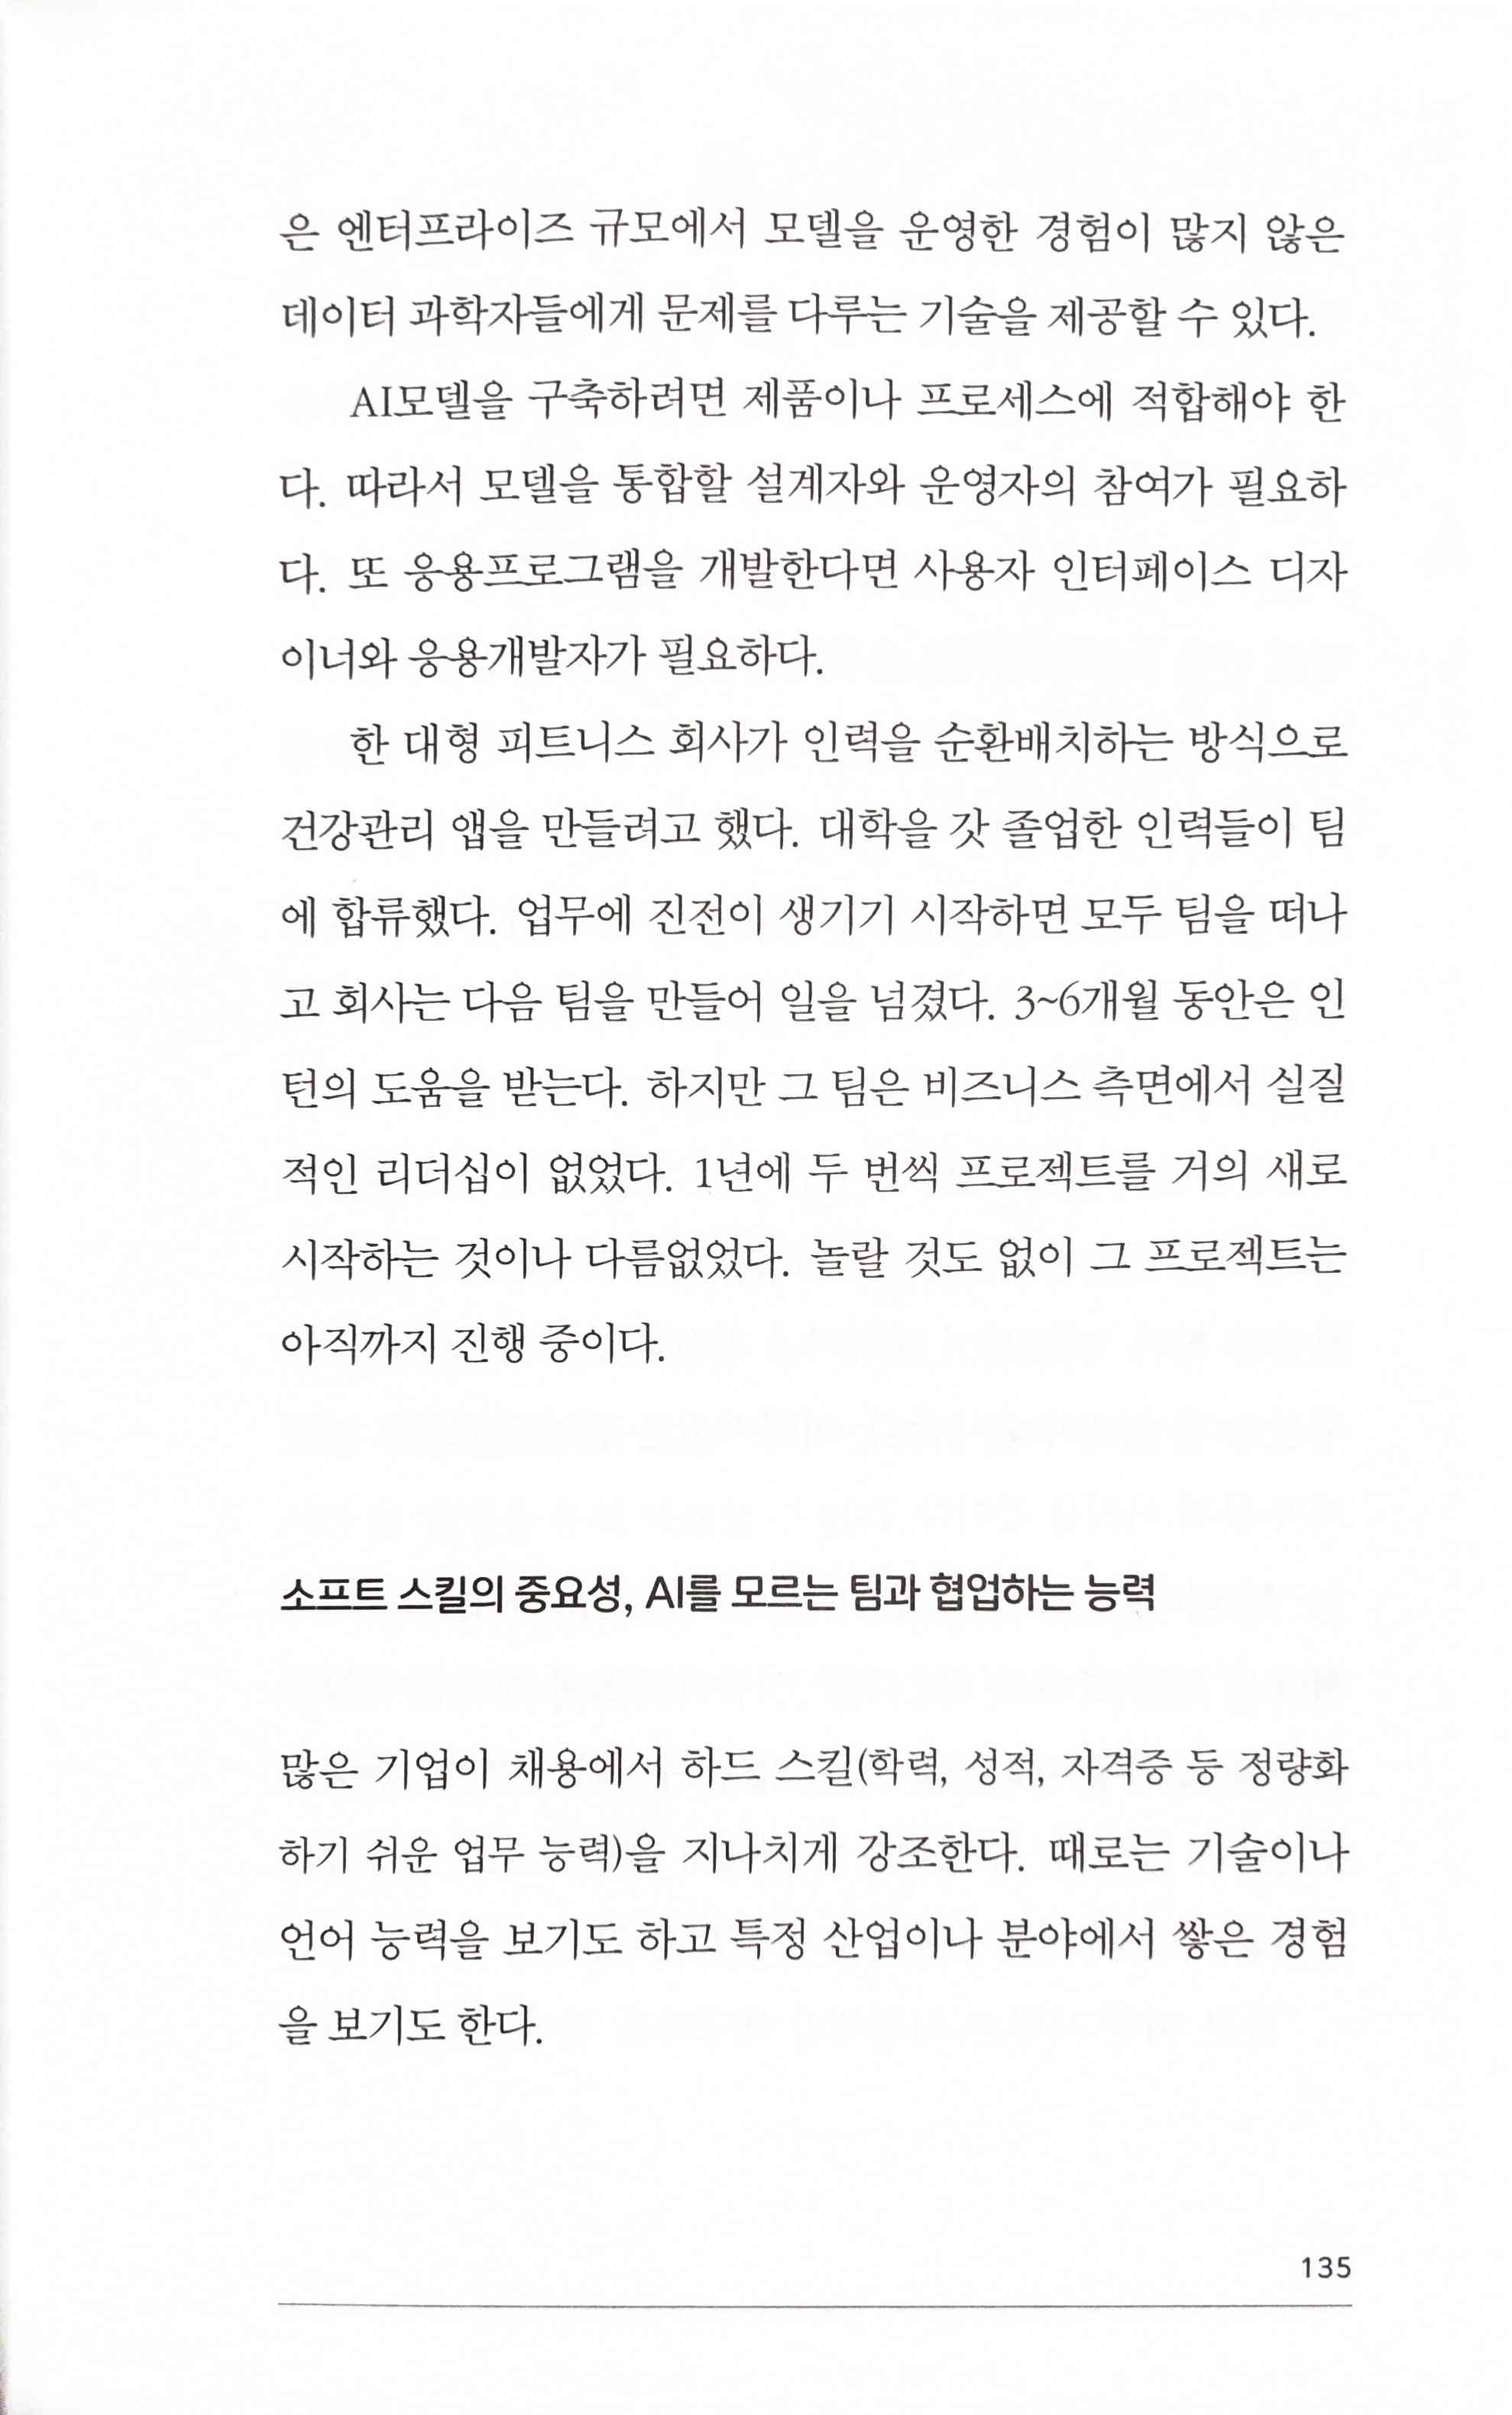 은 엔터프라이즈 규모에서 모델을 운영한 경험이 많지 않은
데이터 과학자들에게 문제를 다루는 기술을 제공할 수 있다.
AI모델을 구축하려면 제품이나 프로세스에 적합해야 한
다. 따라서 모델을 통합할 설계자와 운영자의 참여가 필요하
다. 또 응용프로그램을 개발한다면 사용자 인터페이스 디자
이너와 응용개발자가 필요하다.
한 대형 피트니스 회사가 인력을 순환배치하는 방식으로
건강관리 앱을 만들려고 했다. 대학을 갓 졸업한 인력들이 팀
에 합류했다. 업무에 진전이 생기기 시작하면 모두 팀을 떠나
고 회사는 다음 팀을 만들어 일을 넘겼다. 3~6개월 동안은 인
턴의 도움을 받는다. 하지만 그 팀은 비즈니스 측면에서 실질
적인 리더십이 없었다. 1년에 두 번씩 프로젝트를 거의 새로
시작하는 것이나 다름없었다. 놀랄 것도 없이 그 프로젝트는
아직까지 진행 중이다.
소프트 스킬의 중요성, AI를 모르는 팀과 협업하는 능력
많은 기업이 채용에서 하드 스킬(학력, 성적, 자격증 등 정량화
하기 쉬운 업무 능력)을 지나치게 강조한다. 때로는 기술이나
언어 능력을 보기도 하고 특정 산업이나 분야에서 쌓은 경험
을 보기도 한다.
135